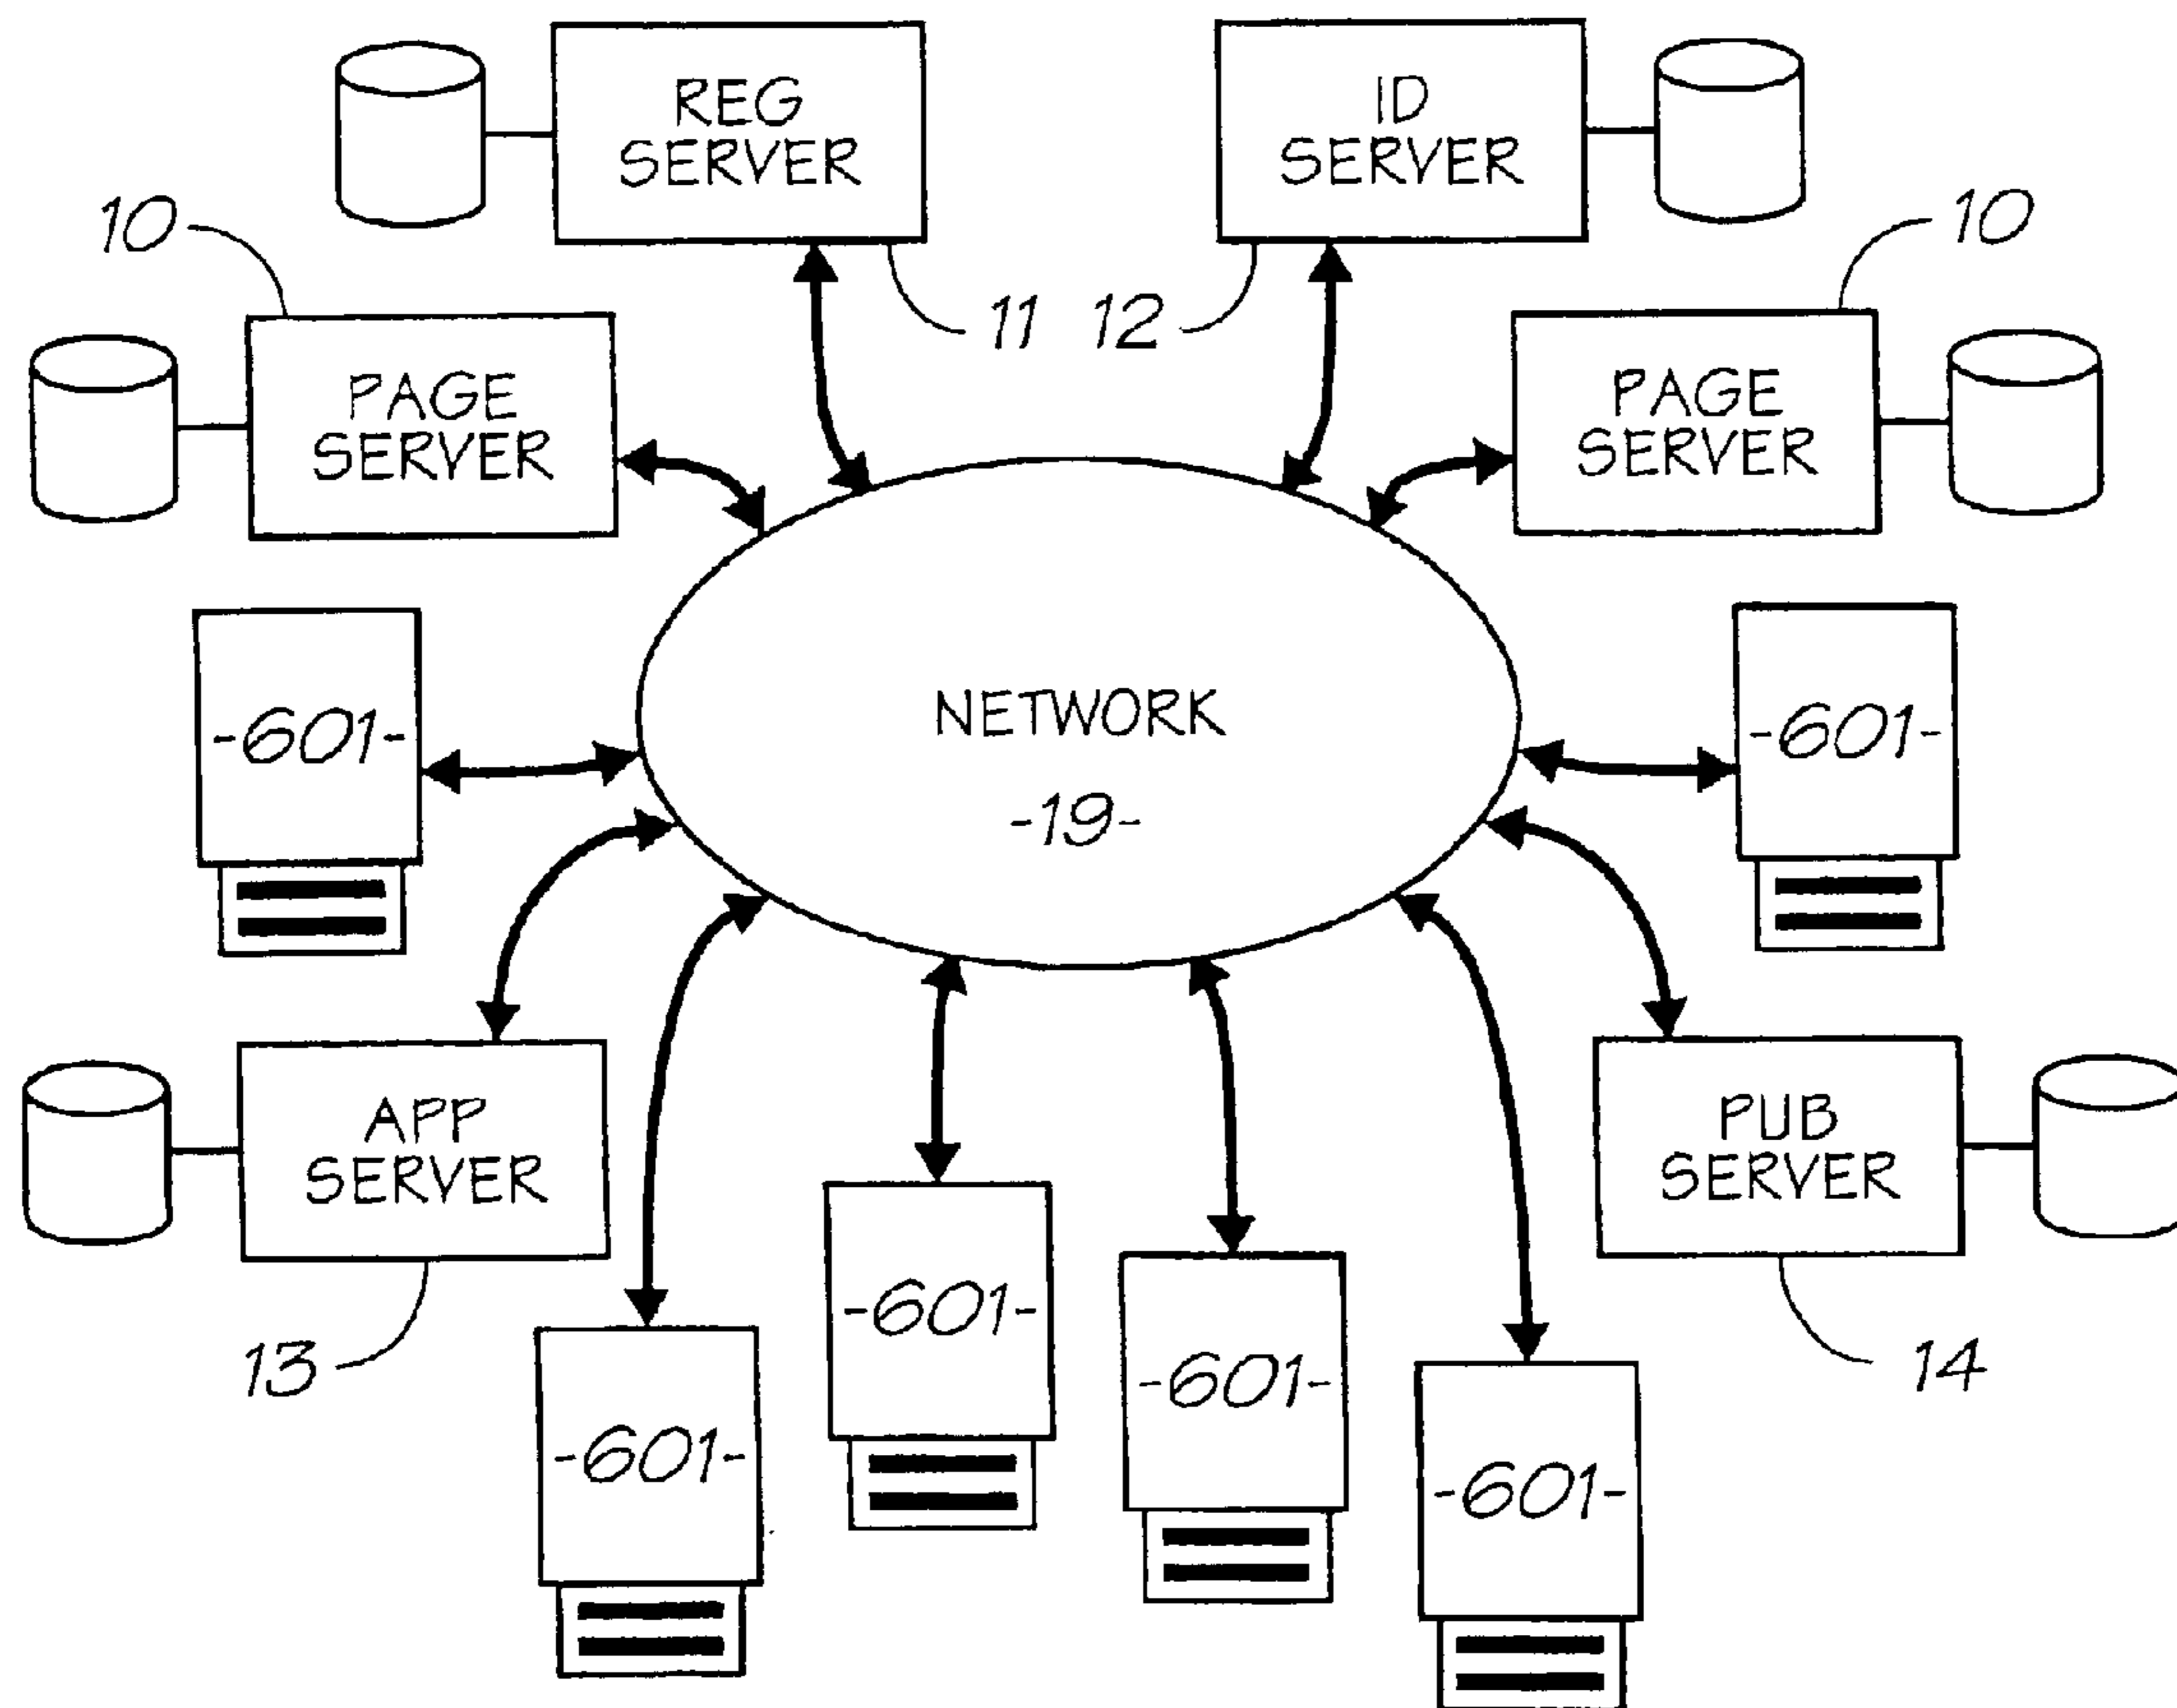 REG
SERVER
ID
SERVER
10
10
11
12
PAGE
SERVER
PAGE
SERVER
-601-
NETWORK
-19-
-601-
APP
SERVER
PUB
SERVER
13
-601-
-601-
-601-
-601-
14